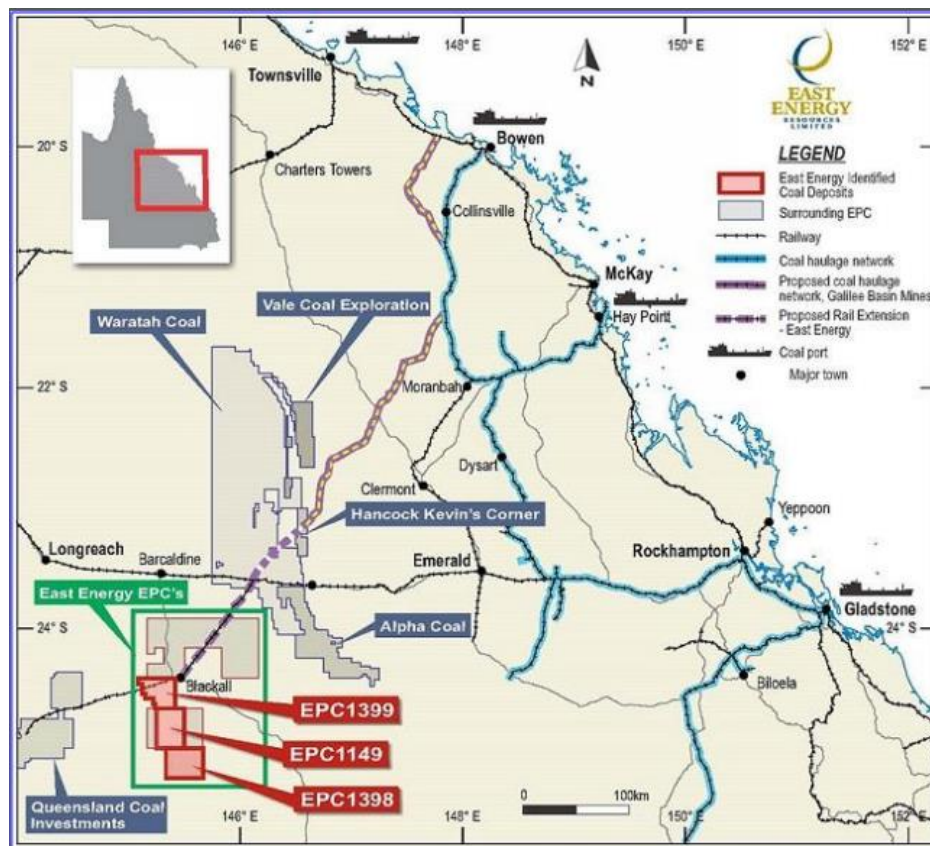 146° E
148° E
150° E
152° E
Townsville
N
EAST
ENERGY
RESOURCES
LIMITED
20° S
Charters Towers
Bowen
LEGEND
East Energy Identified
Coal Deposits
Surrounding EPC
Railway
Coal haulage network
Proposed coal haulage
network, Galilee Basin Mines
Proposed Rail Extension
- East Energy
Coal port
Major town
Collinsville
McKay
Hay Point
Vale Coal Exploration
Waratah Coal
22° S
Moranbah
Dysart
Clermont
Hancock Kevin's Corner
Yeppoon
Longreach
Barcaldine
Emerald
Rockhampton
East Energy EPC's
Gladstone
24° S
Alpha Coal
Blackall
Biloela
EPC1399
EPC1149
EPC1398
Queensland Coal
Investments
0
100km
146° E
148° E
150° E
152° E